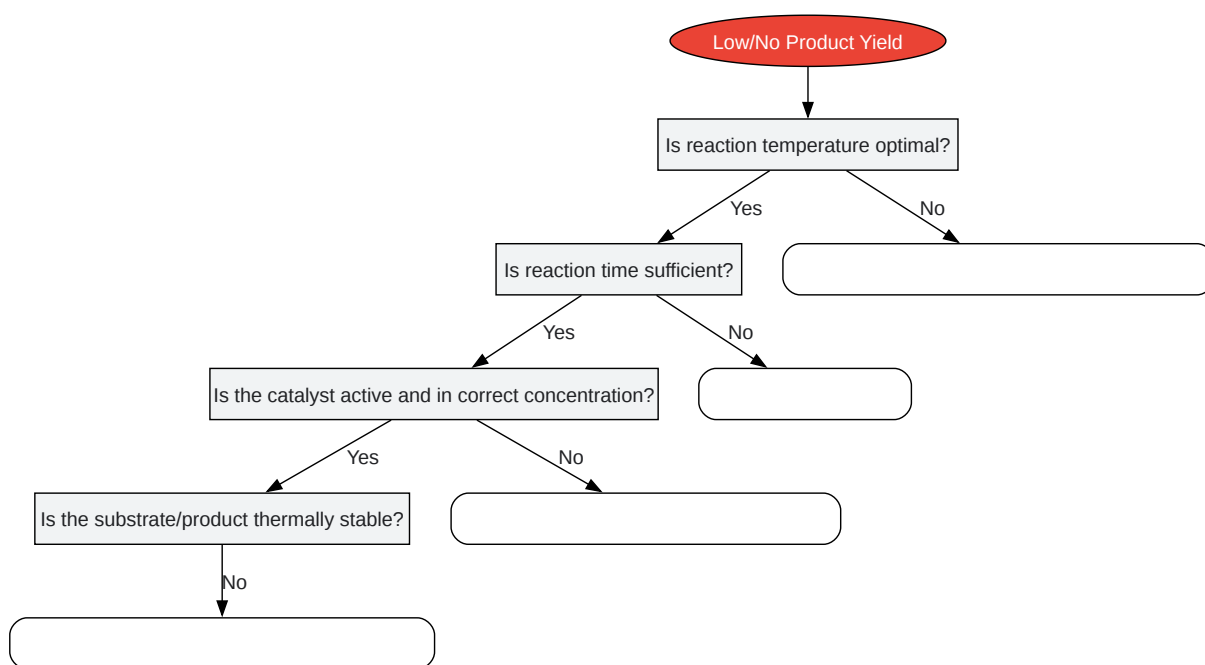 Low/No Product Yield
Is reaction temperature optimal?
Yes
No
Is reaction time sufficient?
Yes
No
Is the catalyst active and in correct concentration?
Yes
No
Is the substrate/product thermally stable?
No